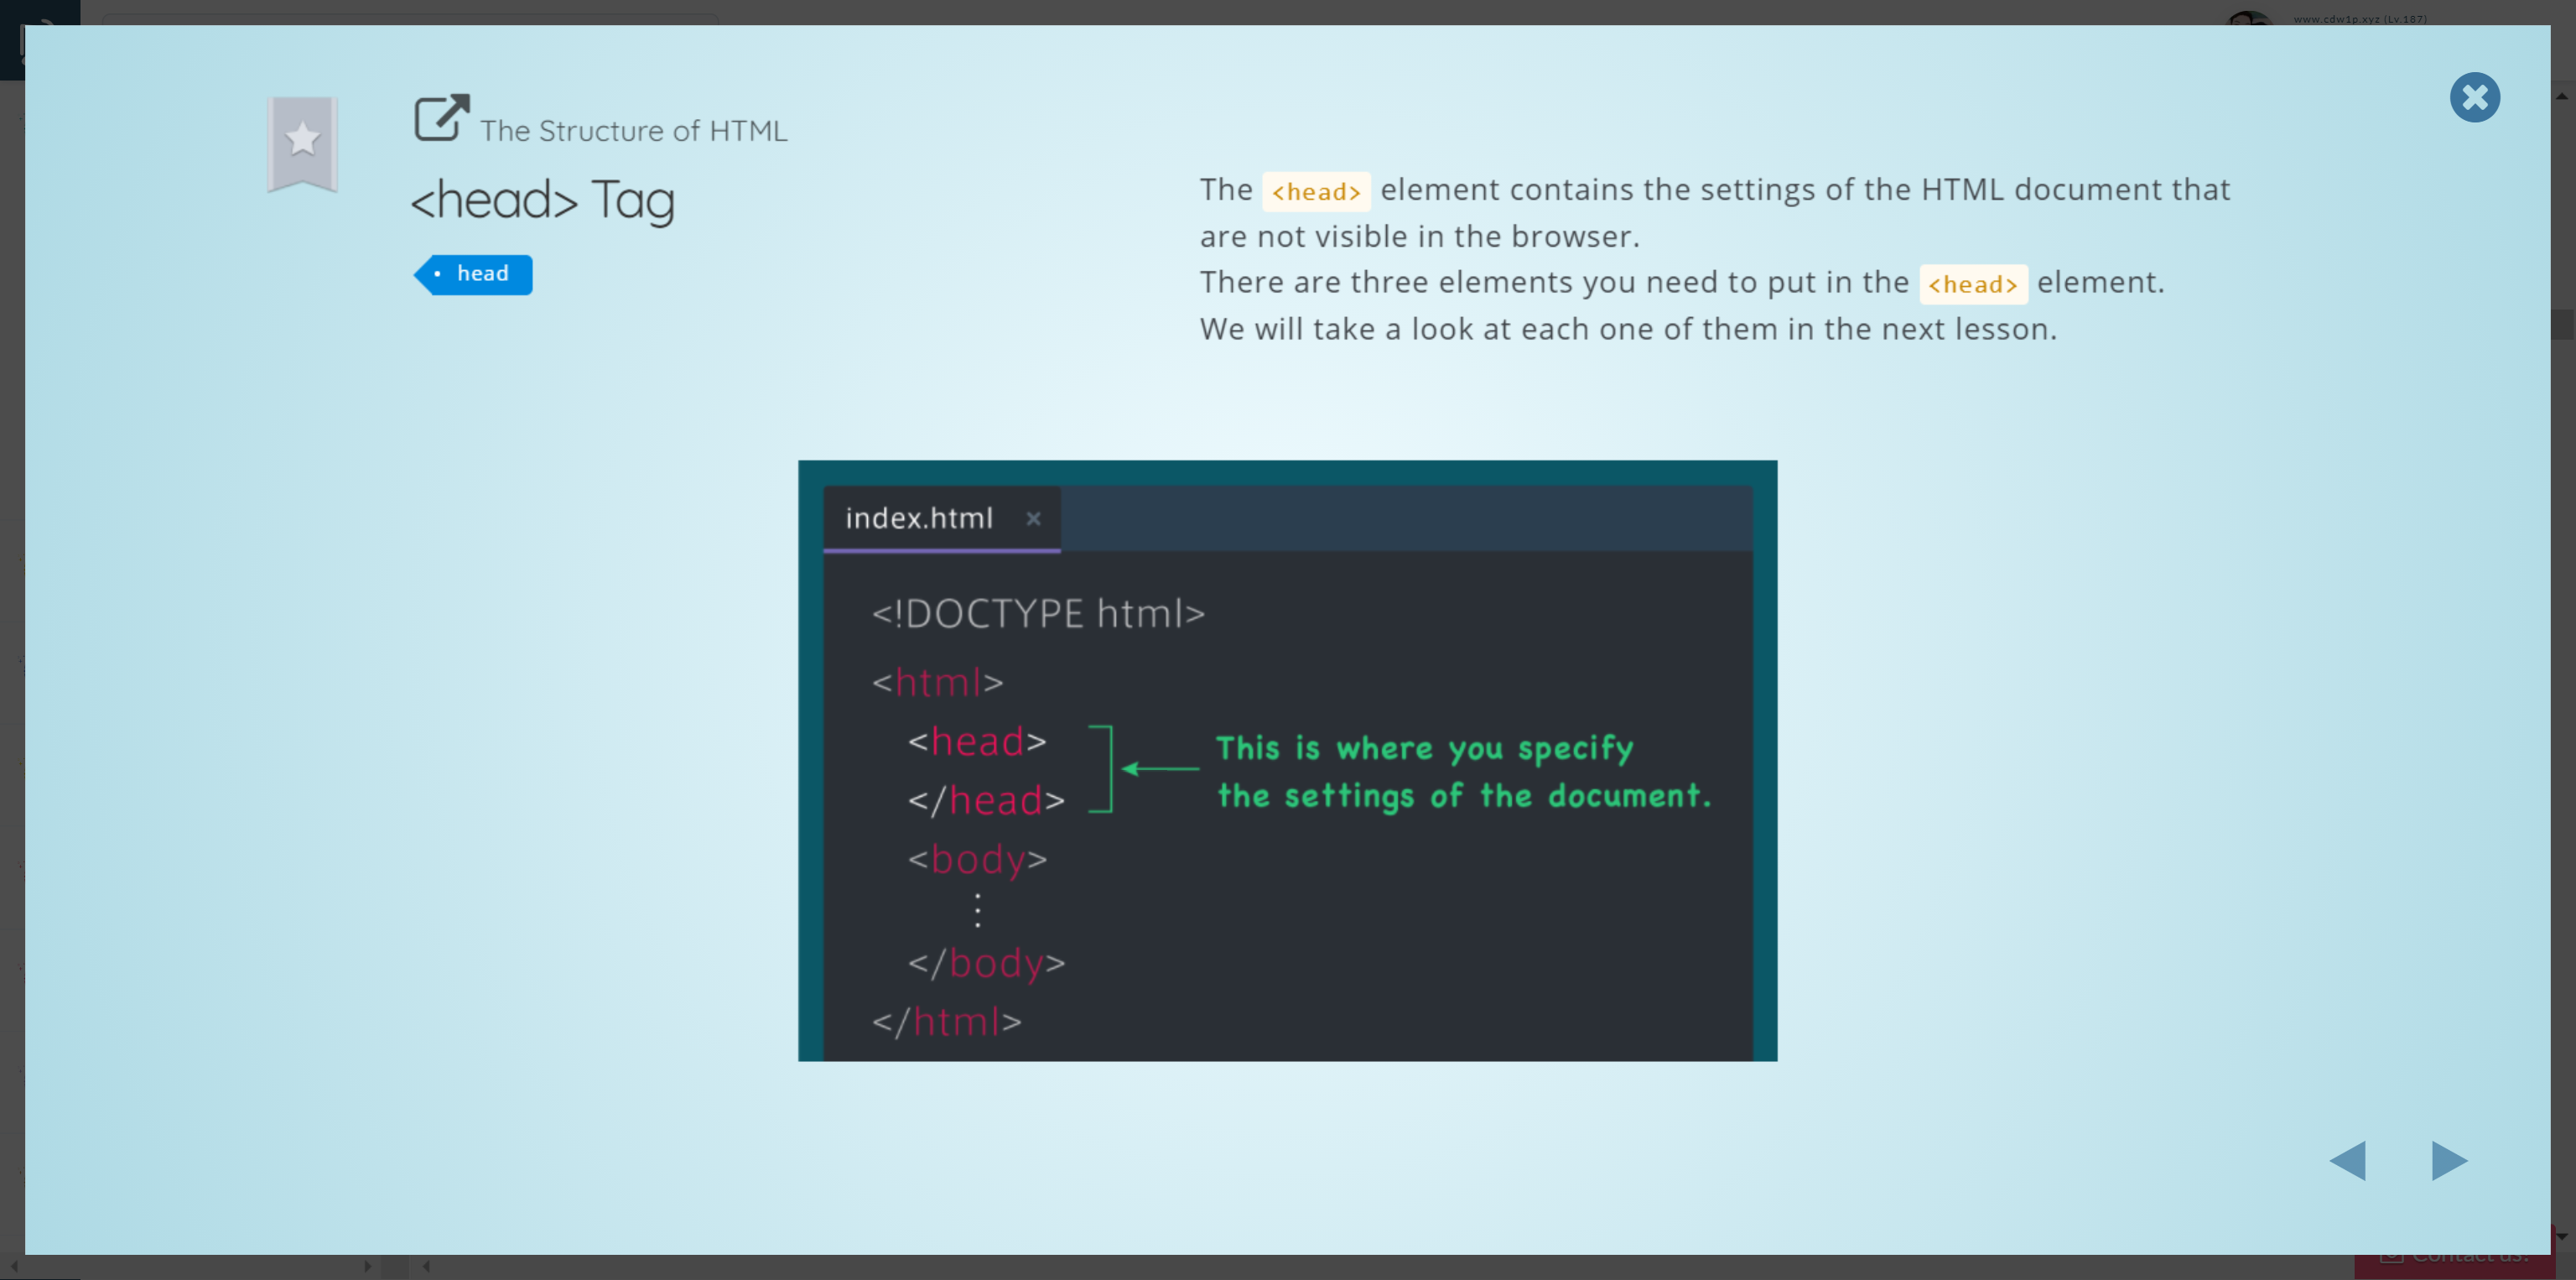 www.cdw1p.xyz (Lv.187)
The Structure of HTML
<head> Tag
head
The <head> element contains the settings of the HTML document that
are not visible in the browser.
There are three elements you need to put in the <head> element.
We will take a look at each one of them in the next lesson.
index.html ×
<!DOCTYPE html>
<html>
<head>
</head>
This is where you specify
the settings of the document.
<body>
⋮
</body>
</html>
Contact us!